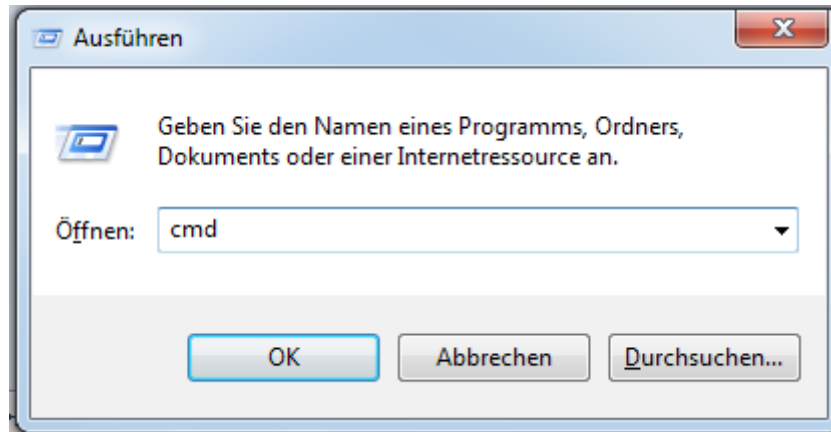 Ausführen
Geben Sie den Namen eines Programms, Ordners,
Dokuments oder einer Internetressource an.
Öffnen: cmd
OK Abbrechen Durchsuchen...